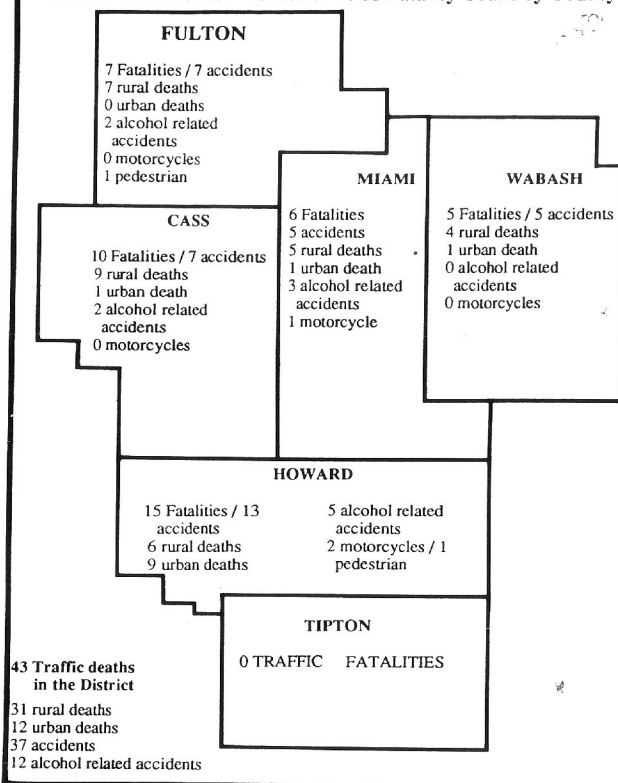 Fatality Count by County
FULTON
7 Fatalities / 7 accidents
7 rural deaths
0 urban deaths
2 alcohol related
accidents
0 motorcycles
1 pedestrian
MIAMI
6 Fatalities
5 accidents
5 rural deaths
1 urban death
3 alcohol related
accidents
1 motorcycle
WABASH
5 Fatalities / 5 accidents
4 rural deaths
1 urban death
0 alcohol related
accidents
0 motorcycles
CASS
10 Fatalities / 7 accidents
9 rural deaths
1 urban death
2 alcohol related
accidents
0 motorcycles
HOWARD
15 Fatalities / 13
accidents
6 rural deaths
9 urban deaths
5 alcohol related
accidents
2 motorcycles / 1
pedestrian
TIPTON
0 TRAFFIC FATALITIES
43 Traffic deaths
in the District
31 rural deaths
12 urban deaths
37 accidents
12 alcohol related accidents